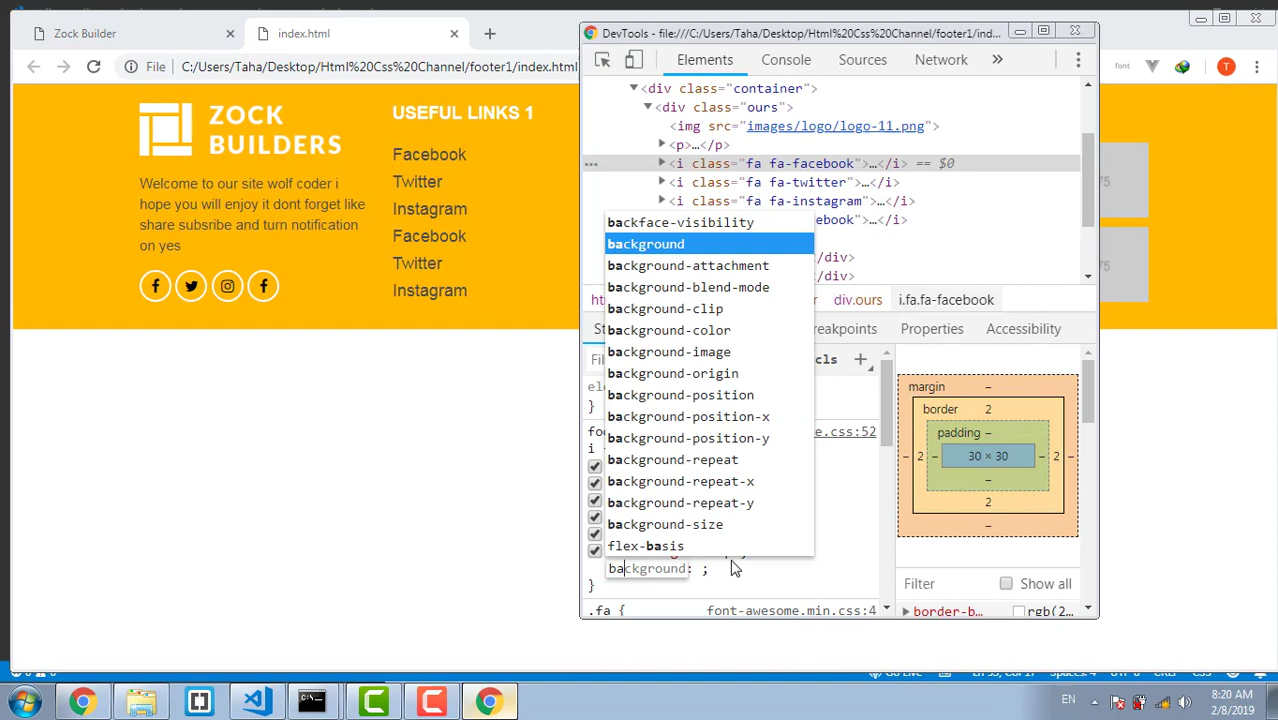 Zock Builder
index.html
File
C:/Users/Taha/Desktop/Html%20Css%20Channel/footer1/index.html
font
T
ZOCK
BUILDERS
Welcome to our site wolf coder i
hope you will enjoy it dont forget like
share subsribe and turn notification
on yes
USEFUL LINKS 1
Facebook
Twitter
Instagram
Facebook
Twitter
Instagram
DevTools - file:///C:/Users/Taha/Desktop/Html%20Css%20Channel/footer1/ind...
Elements
Console
Sources
Network
»
<div class="container">
<div class="ours">
<img src="images/logo/logo-11.png">
<p>…</p>
<i class="fa fa-facebook">…</i> == $0
<i class="fa fa-twitter">…</i>
<i class="fa fa-instagram">…</i>
ebook">…</i>
/div>
/div>
div.ours
i.fa.fa-facebook
reakpoints
Properties
Accessibility
cls
}
e.css:52
i
backface-visibility
background
background-attachment
background-blend-mode
background-clip
background-color
background-image
background-origin
background-position
background-position-x
background-position-y
background-repeat
background-repeat-x
background-repeat-y
background-size
flex-basis
background: ;
}
.fa {
font-awesome.min.css:4
margin
–
border
2
padding
–
–
2
–
30 × 30
–
2
–
–
2
–
Filter
Show all
border-b…
rgb(2…
75
75
EN
8:20 AM
2/8/2019